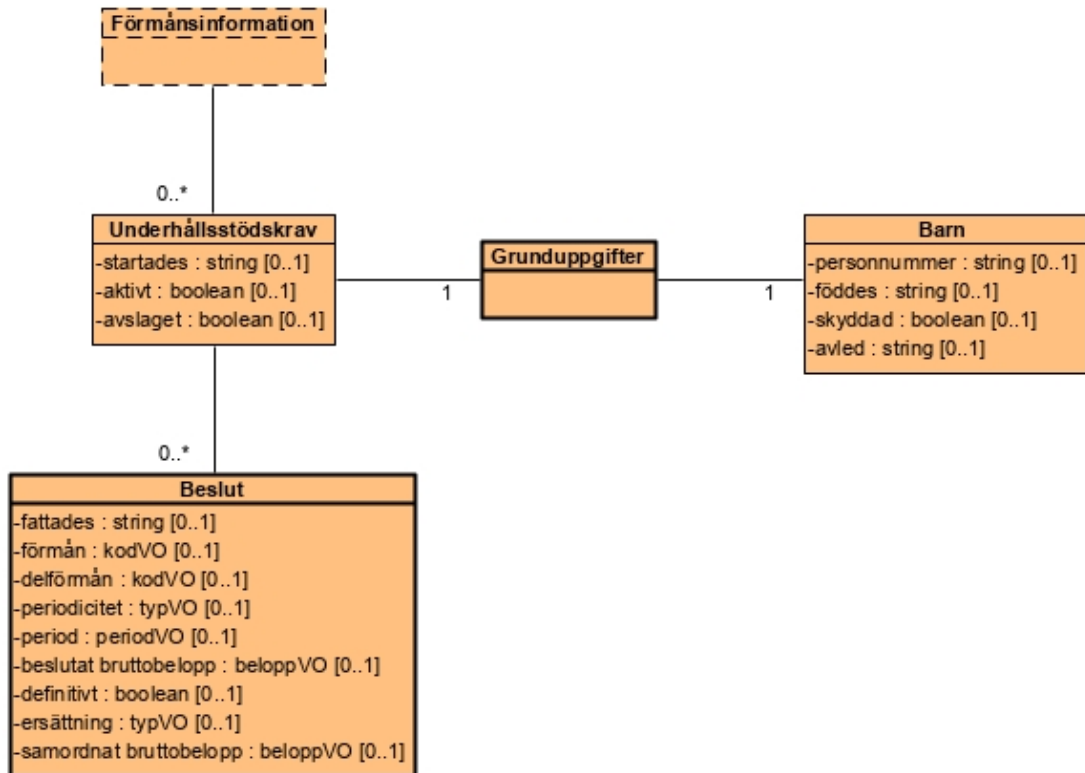 Förmånsinformation
0..*
Underhållsstödskrav
-startades : string [0..1]
-aktivt : boolean [0..1]
-avslaget : boolean [0..1]
1
Grunduppgifter
1
Barn
-personnummer : string [0..1]
-föddes : string [0..1]
-skyddad : boolean [0..1]
-avled : string [0..1]
0..*
Beslut
-fattades : string [0..1]
-förmån : kodVO [0..1]
-delförmån : kodVO [0..1]
-periodicitet : typVO [0..1]
-period : periodVO [0..1]
-beslutat bruttobelopp : beloppVO [0..1]
-definitivt : boolean [0..1]
-ersättning : typVO [0..1]
-samordnat bruttobelopp : beloppVO [0..1]